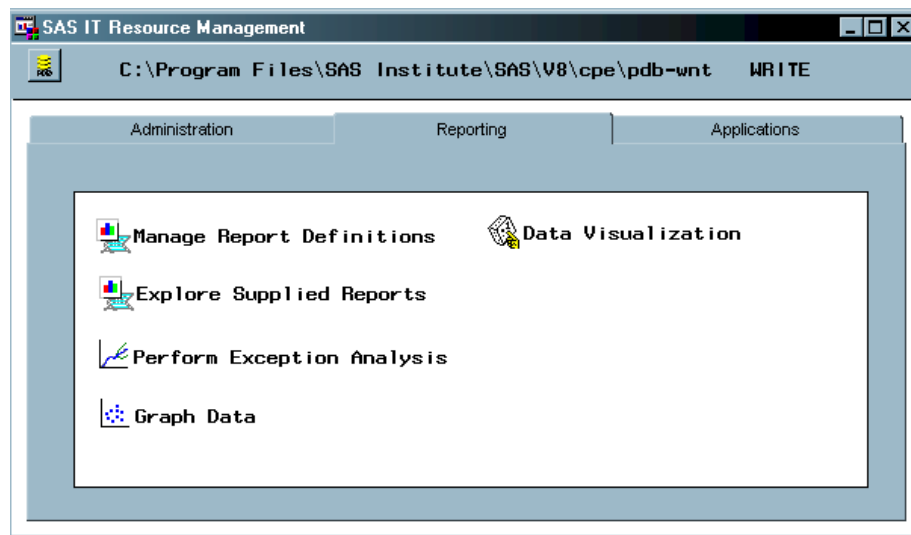 SAS IT Resource Management
PDB
C:\Program Files\SAS Institute\SAS\V8\cpe\pdb-wnt WRITE
Administration Reporting Applications
Manage Report Definitions Data Visualization
Explore Supplied Reports
Perform Exception Analysis
Graph Data